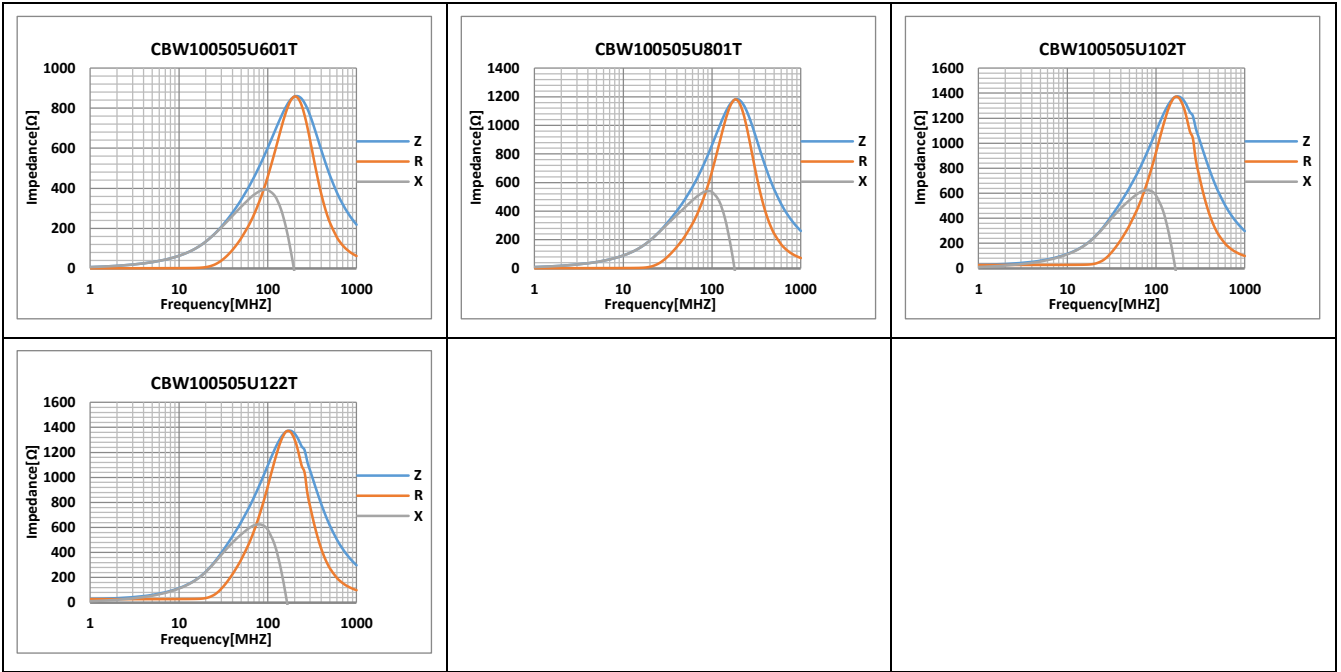 CBW100505U601T
1000
800
600
400
200
0
Impedance[Ω]
1 10 100 1000
Frequency[MHZ]
Z
R
X
CBW100505U801T
1400
1200
1000
800
600
400
200
0
Impedance[Ω]
1 10 100 1000
Frequency[MHZ]
Z
R
X
CBW100505U102T
1600
1400
1200
1000
800
600
400
200
0
Impedance[Ω]
1 10 100 1000
Frequency[MHZ]
Z
R
X
CBW100505U122T
1600
1400
1200
1000
800
600
400
200
0
Impedance[Ω]
1 10 100 1000
Frequency[MHZ]
Z
R
X